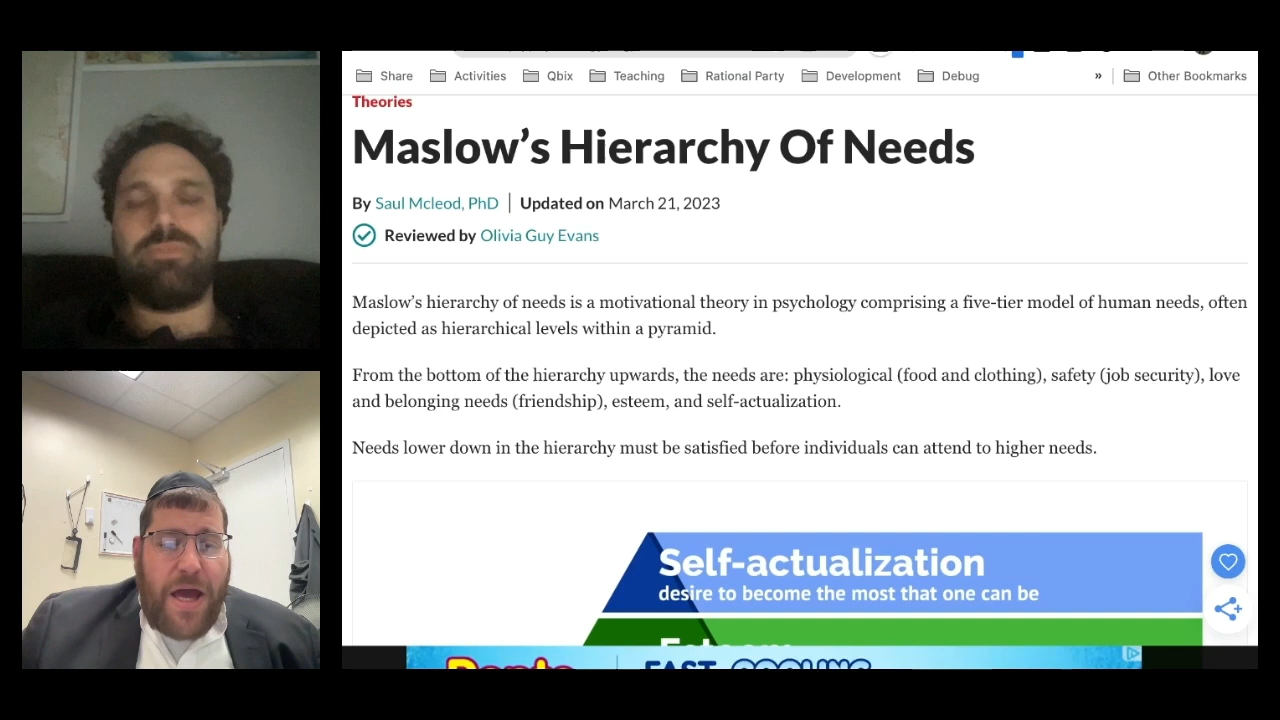 Share Activities Qbix Teaching Rational Party Development Debug » Other Bookmarks
Theories
Maslow’s Hierarchy Of Needs
By Saul Mcleod, PhD | Updated on March 21, 2023
Reviewed by Olivia Guy Evans
Maslow’s hierarchy of needs is a motivational theory in psychology comprising a five-tier model of human needs, often
depicted as hierarchical levels within a pyramid.
From the bottom of the hierarchy upwards, the needs are: physiological (food and clothing), safety (job security), love
and belonging needs (friendship), esteem, and self-actualization.
Needs lower down in the hierarchy must be satisfied before individuals can attend to higher needs.
Self-actualization
desire to become the most that one can be
Esteem
FAST COOLING